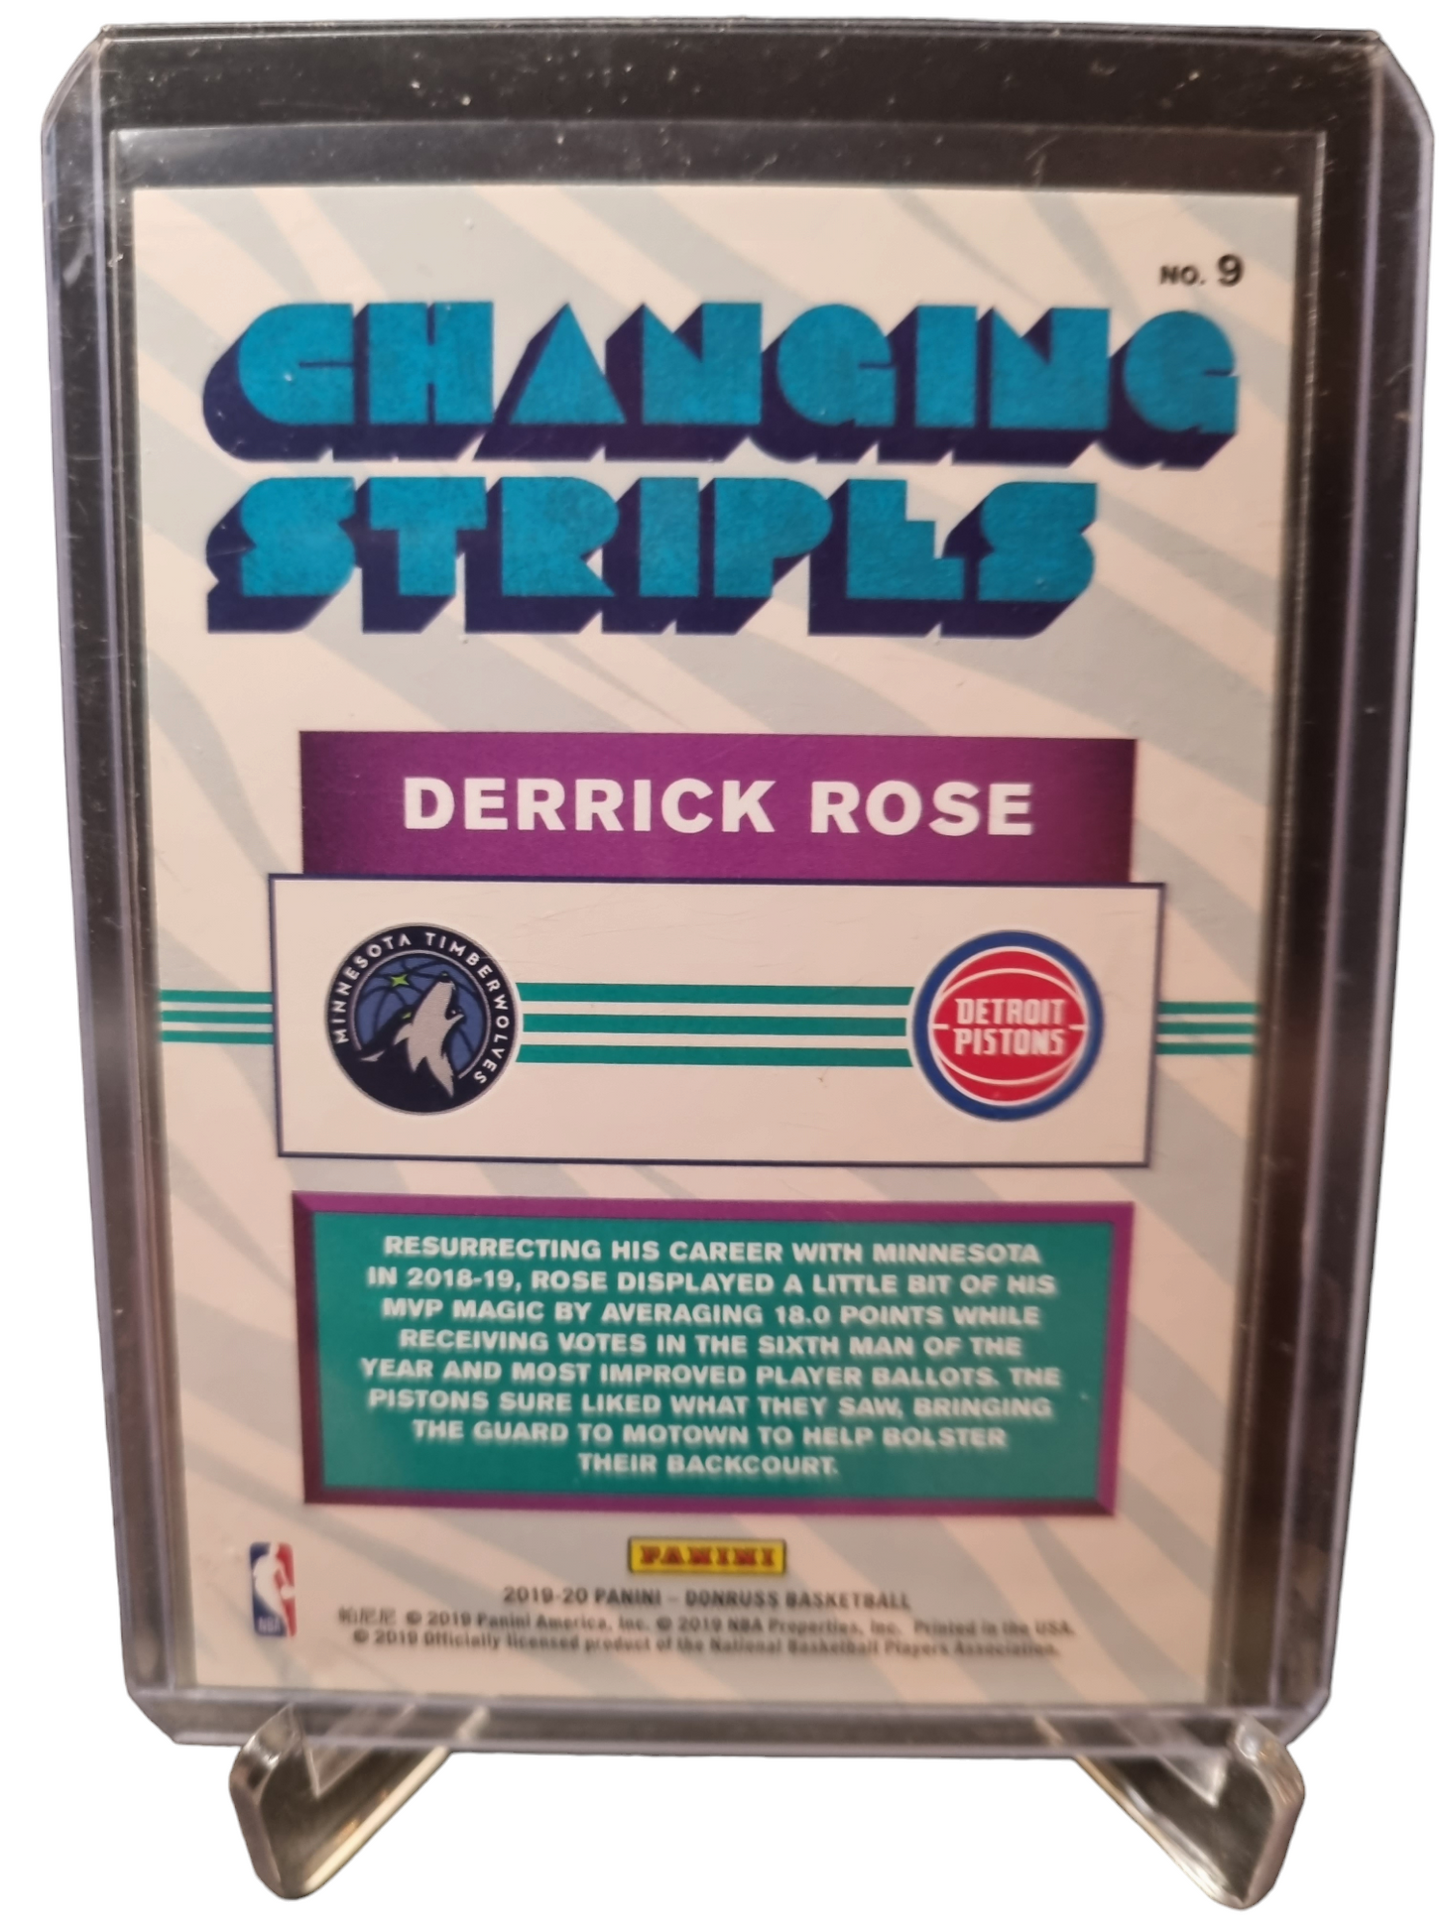 NO. 9
CHANGING
STRIPES
DERRICK ROSE
MINNESOTA TIMBERWOLVES
DETROIT
PISTONS
RESURRECTING HIS CAREER WITH MINNESOTA
IN 2018-19, ROSE DISPLAYED A LITTLE BIT OF HIS
MVP MAGIC BY AVERAGING 18.0 POINTS WHILE
RECEIVING VOTES IN THE SIXTH MAN OF THE
YEAR AND MOST IMPROVED PLAYER BALLOTS. THE
PISTONS SURE LIKED WHAT THEY SAW, BRINGING
THE GUARD TO MOTOWN TO HELP BOLSTER
THEIR BACKCOURT.
PANINI
NBA
2019-20 PANINI – DONRUSS BASKETBALL
帕尼尼 © 2019 Panini America, Inc. © 2019 NBA Properties, Inc. Printed in the USA.
© 2019 Officially licensed product of the National Basketball Players Association.